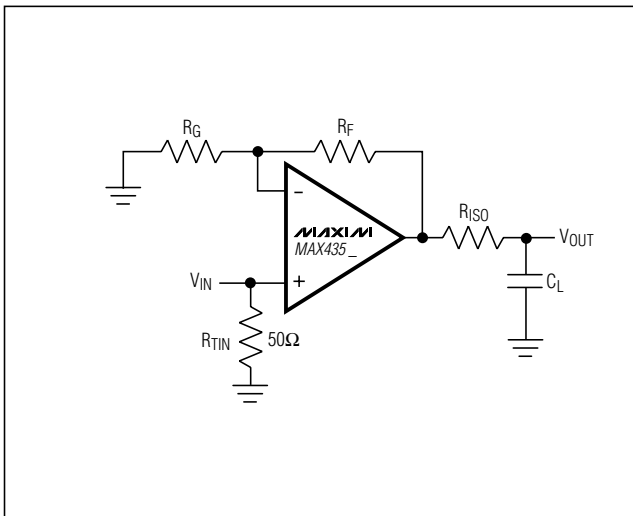 RG
RF
−
MAXIM
MAX435_
RISO
VOUT
VIN
+
CL
RTIN
50Ω